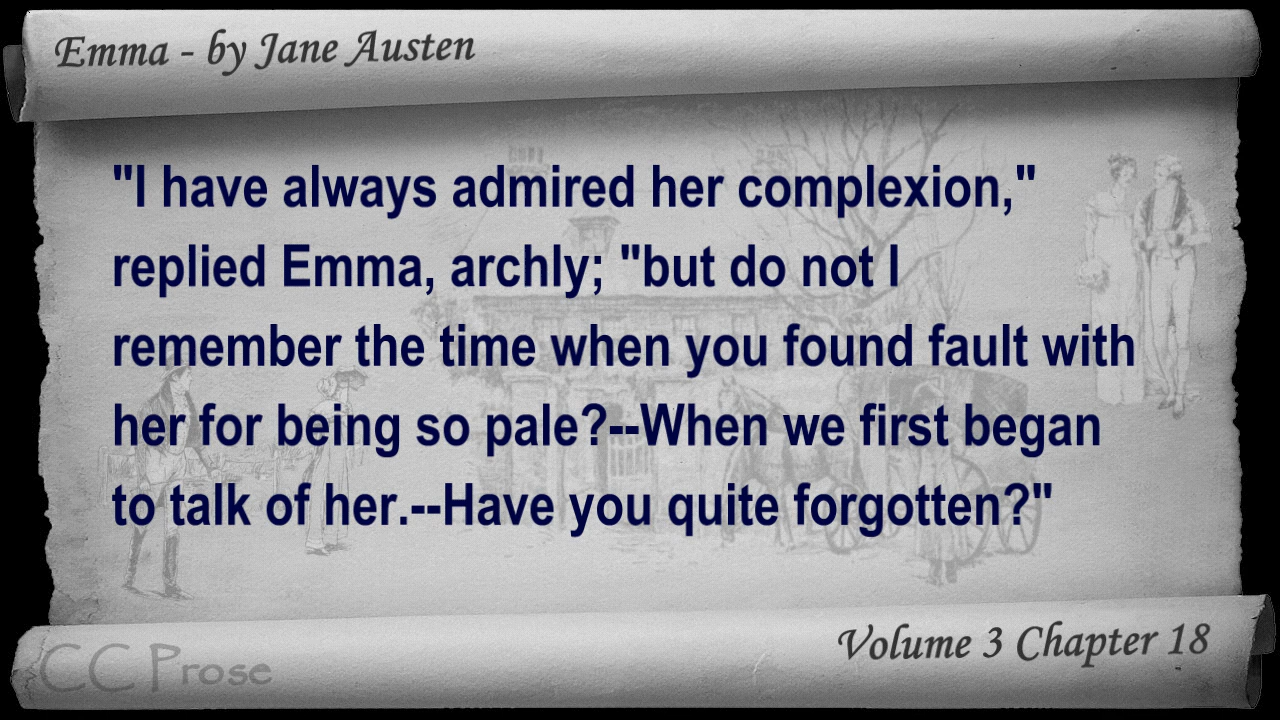 Emma - by Jane Austen
"I have always admired her complexion,"
replied Emma, archly; "but do not I
remember the time when you found fault with
her for being so pale?--When we first began
to talk of her.--Have you quite forgotten?"
Volume 3 Chapter 18
CC Prose